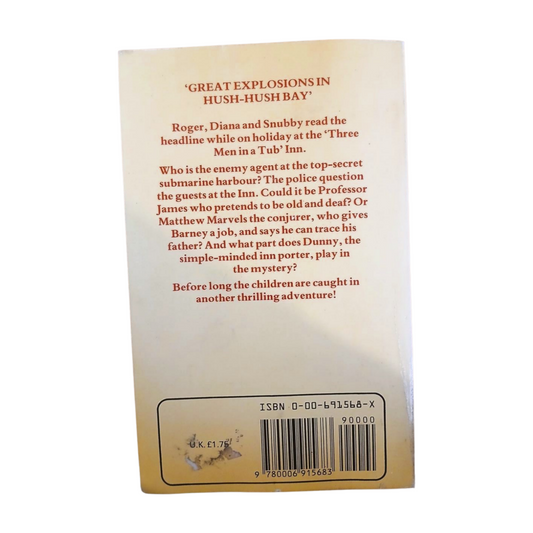 ‘GREAT EXPLOSIONS IN
HUSH-HUSH BAY’
Roger, Diana and Snubby read the
headline while on holiday at the ‘Three
Men in a Tub’ Inn.
Who is the enemy agent at the top-secret
submarine harbour? The police question
the guests at the Inn. Could it be Professor
James who pretends to be old and deaf? Or
Matthew Marvels the conjurer, who gives
Barney a job, and says he can trace his
father? And what part does Dunny, the
simple-minded inn porter, play in
the mystery?
Before long the children are caught in
another thrilling adventure!
ISBN 0-00-691568-X
90000
U.K. £1.75
9 780006 915683